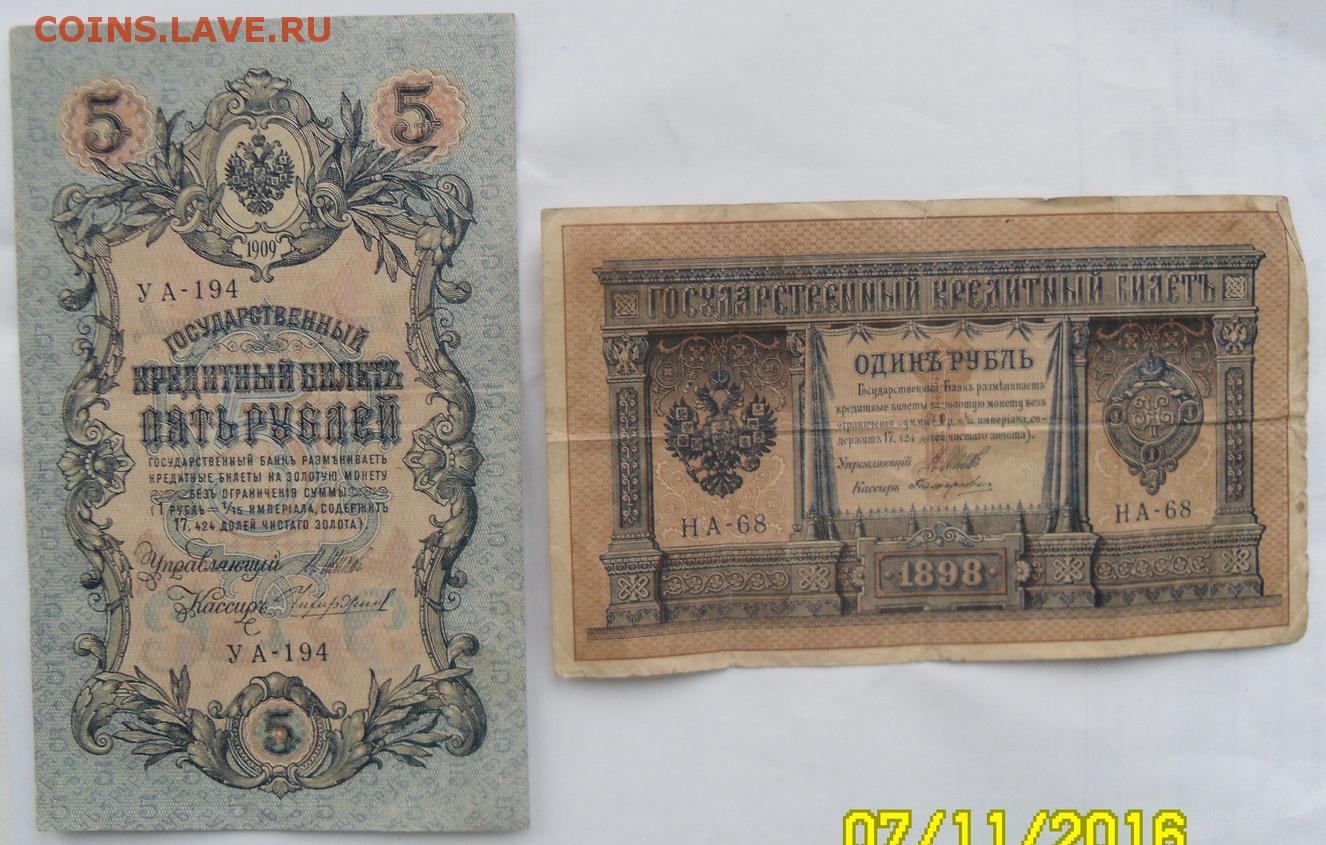 COINS.LAVE.RU
5 5
1909
УА-194
ГОСУДАРСТВЕННЫЙ
КРЕДИТНЫЙ БИЛЕТЪ
ПЯТЬ РУБЛЕЙ
ГОСУДАРСТВЕННЫЙ БАНКЪ РАЗМѢНИВАЕТЪ
КРЕДИТНЫЕ БИЛЕТЫ НА ЗОЛОТУЮ МОНЕТУ
БЕЗЪ ОГРАНИЧЕНІЯ СУММЫ
(1 РУБЛЬ = 1/15 ИМПЕРІАЛА, СОДЕРЖИТЪ
17,424 ДОЛЕЙ ЧИСТАГО ЗОЛОТА).
Управляющій
Кассиръ
УА-194
5
ГОСУДАРСТВЕННЫЙ КРЕДИТНЫЙ БИЛЕТЪ
ОДИНЪ РУБЛЬ
Государственный Банкъ размѣниваетъ
кредитные билеты на золотую монету безъ
ограниченія суммы (1 р. = 1/15 имперіала, со-
держитъ 17,424 долей чистаго золота).
Управляющій
Кассиръ
НА-68
НА-68
1 1
II
1
1898
07/11/2016